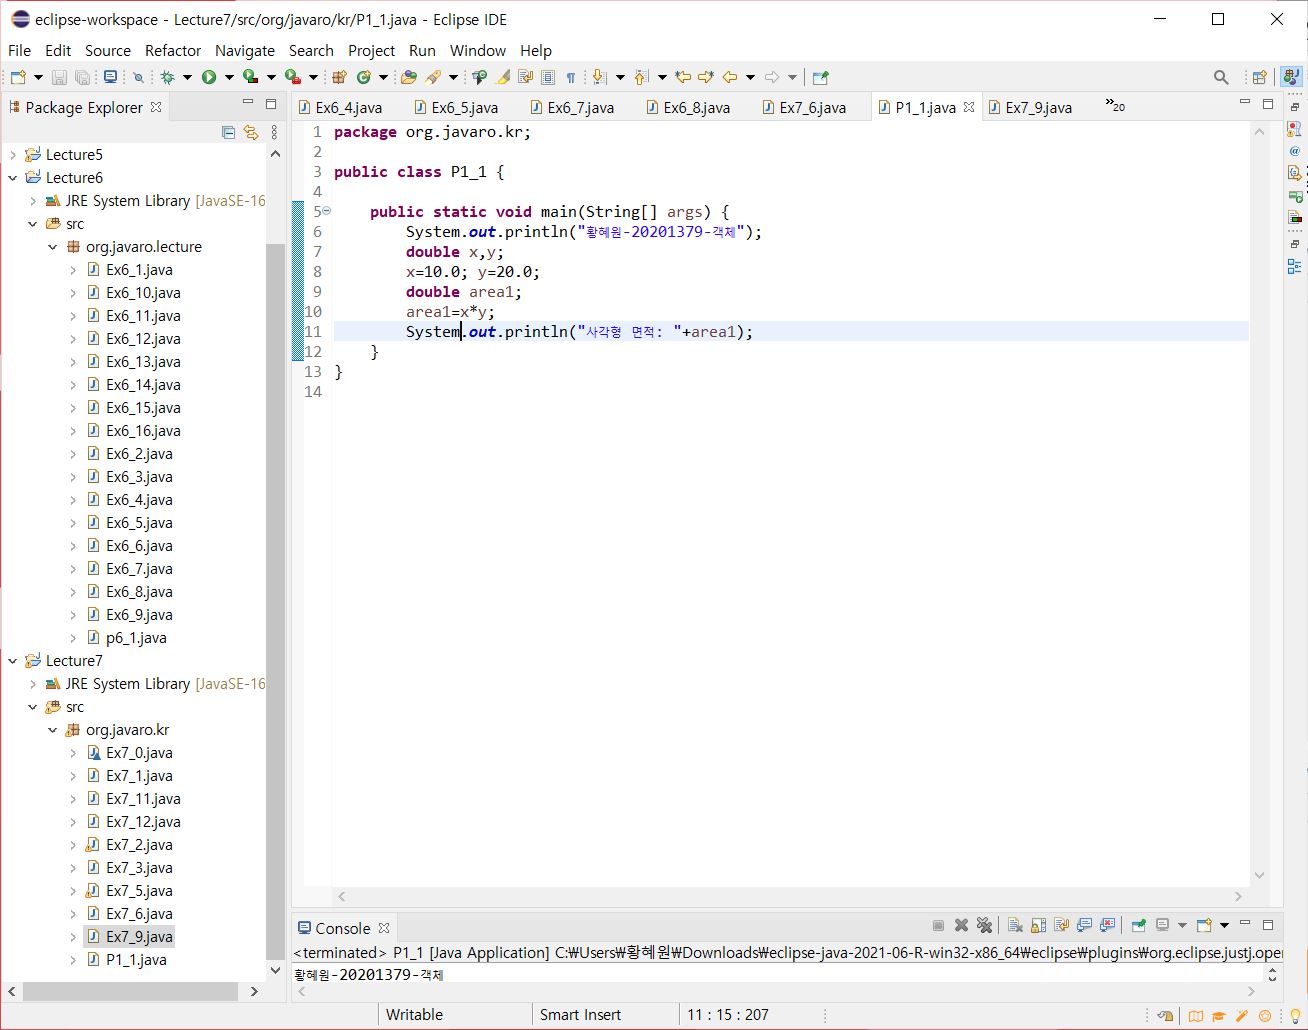 eclipse-workspace - Lecture7/src/org/javaro/kr/P1_1.java - Eclipse IDE
File Edit Source Refactor Navigate Search Project Run Window Help
Package Explorer
Lecture5
Lecture6
JRE System Library [JavaSE-16
src
org.javaro.lecture
Ex6_1.java
Ex6_10.java
Ex6_11.java
Ex6_12.java
Ex6_13.java
Ex6_14.java
Ex6_15.java
Ex6_16.java
Ex6_2.java
Ex6_3.java
Ex6_4.java
Ex6_5.java
Ex6_6.java
Ex6_7.java
Ex6_8.java
Ex6_9.java
p6_1.java
Lecture7
JRE System Library [JavaSE-16
src
org.javaro.kr
Ex7_0.java
Ex7_1.java
Ex7_11.java
Ex7_12.java
Ex7_2.java
Ex7_3.java
Ex7_5.java
Ex7_6.java
Ex7_9.java
P1_1.java
Ex6_4.java Ex6_5.java Ex6_7.java Ex6_8.java Ex7_6.java P1_1.java Ex7_9.java »20
1 package org.javaro.kr;
2
3 public class P1_1 {
4
5 public static void main(String[] args) {
6 System.out.println("황혜원-20201379-객체");
7 double x,y;
8 x=10.0; y=20.0;
9 double area1;
10 area1=x*y;
11 System.out.println("사각형 면적: "+area1);
12 }
13 }
14
Console
<terminated> P1_1 [Java Application] C:₩Users₩황혜원₩Downloads₩eclipse-java-2021-06-R-win32-x86_64₩eclipse₩plugins₩org.eclipse.justj.oper
황혜원-20201379-객체
Writable Smart Insert 11 : 15 : 207